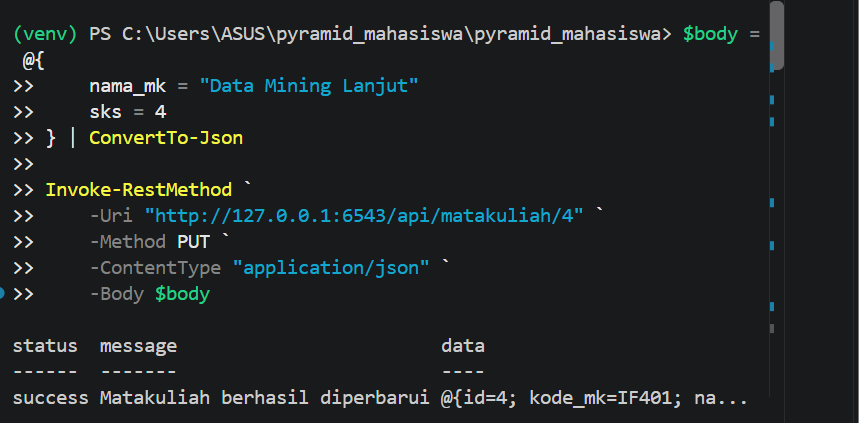 (venv) PS C:\Users\ASUS\pyramid_mahasiswa\pyramid_mahasiswa> $body =
 @{
>>     nama_mk = "Data Mining Lanjut"
>>     sks = 4
>> } | ConvertTo-Json
>>
>> Invoke-RestMethod `
>>     -Uri "http://127.0.0.1:6543/api/matakuliah/4" `
>>     -Method PUT `
>>     -ContentType "application/json" `
>>     -Body $body

status  message                        data
------  -------                        ----
success Matakuliah berhasil diperbarui @{id=4; kode_mk=IF401; na...